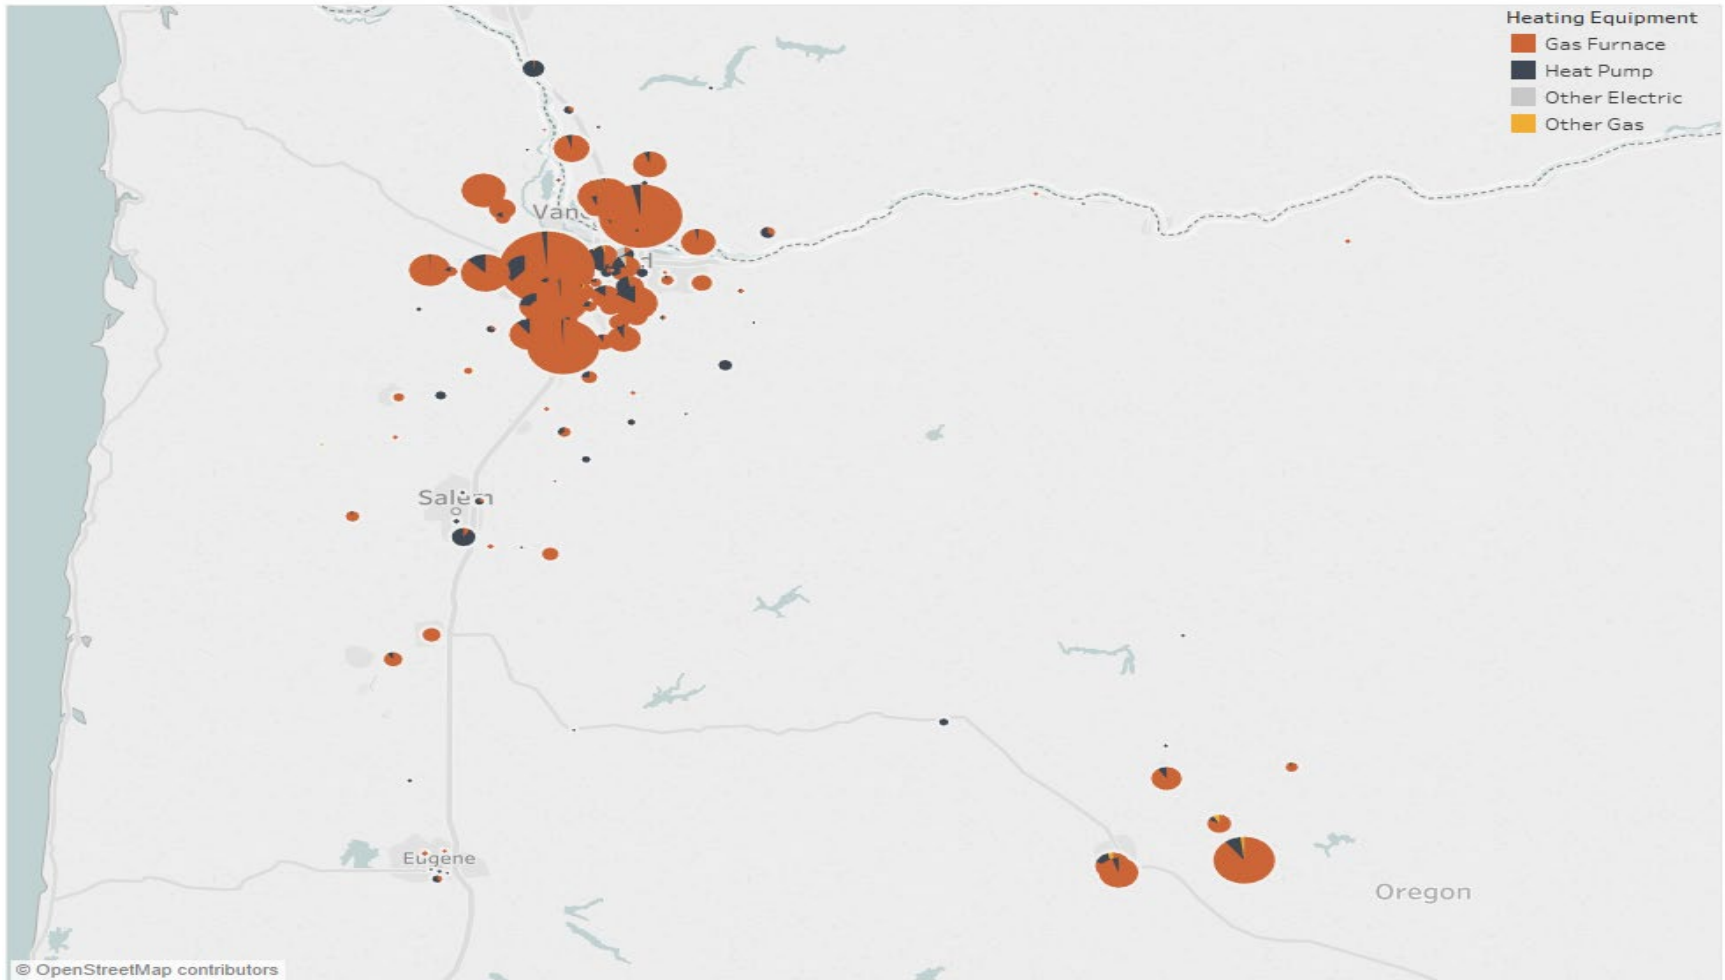 Heating Equipment
Gas Furnace
Heat Pump
Other Electric
Other Gas
Salem
Eugene
Oregon
© OpenStreetMap contributors